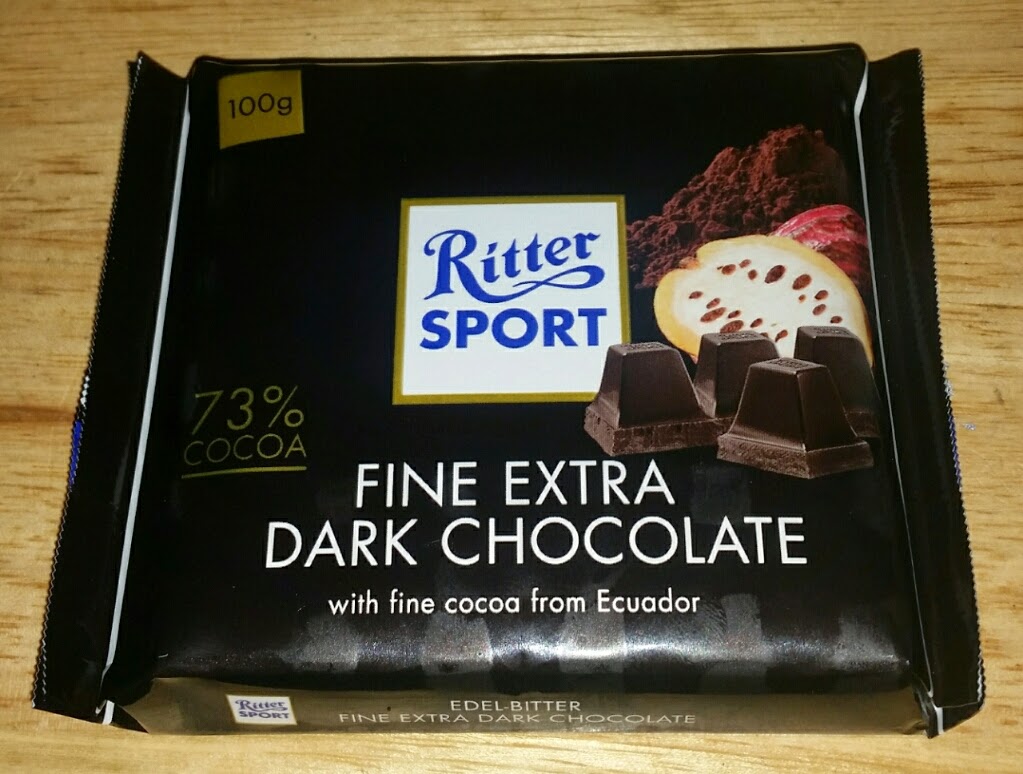 100g
Ritter
SPORT
73%
COCOA
FINE EXTRA
DARK CHOCOLATE
with fine cocoa from Ecuador
Ritter
SPORT
EDEL-BITTER
FINE EXTRA DARK CHOCOLATE